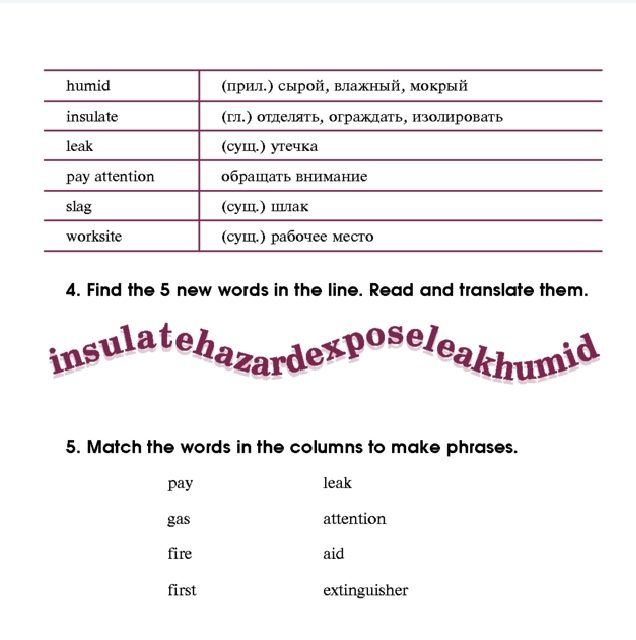 humid (прил.) сырой, влажный, мокрый
insulate (гл.) отделять, ограждать, изолировать
leak (сущ.) утечка
pay attention обращать внимание
slag (сущ.) шлак
worksite (сущ.) рабочее место
4. Find the 5 new words in the line. Read and translate them.
insulatehazardexposeleakhumid
5. Match the words in the columns to make phrases.
pay leak
gas attention
fire aid
first extinguisher